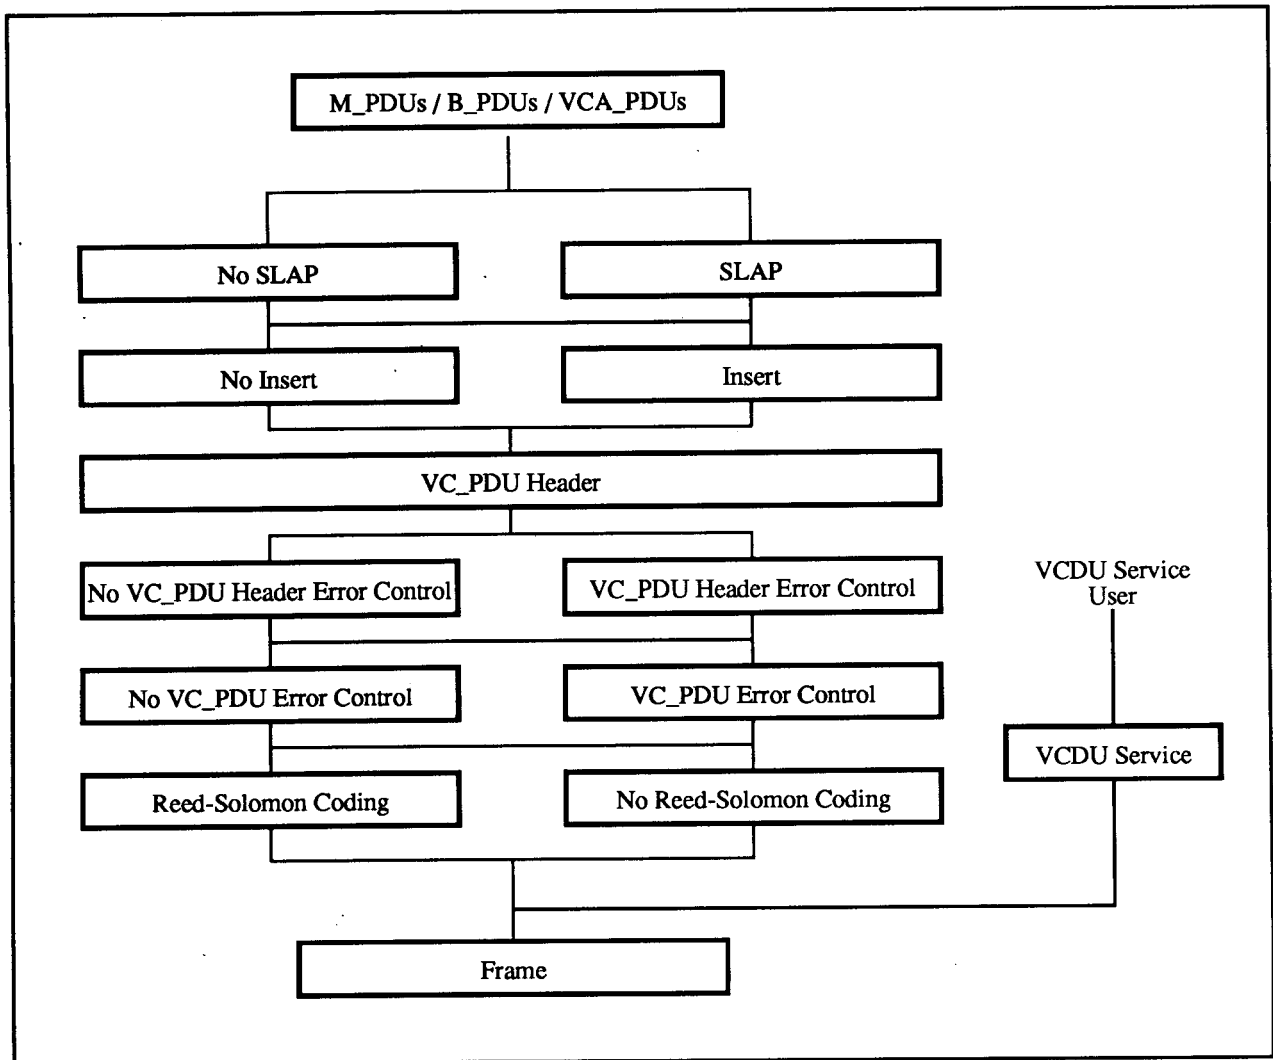 M_PDUs / B_PDUs / VCA_PDUs
No SLAP
SLAP
No Insert
Insert
VC_PDU Header
No VC_PDU Header Error Control
VC_PDU Header Error Control
VCDU Service
User
No VC_PDU Error Control
VC_PDU Error Control
VCDU Service
Reed-Solomon Coding
No Reed-Solomon Coding
Frame